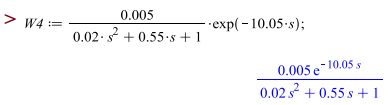 > W4 := 0.005/(0.02·s^2+0.55·s+1)·exp(−10.05·s);
0.005 e^(−10.05 s)/(0.02 s^2+0.55 s+1)